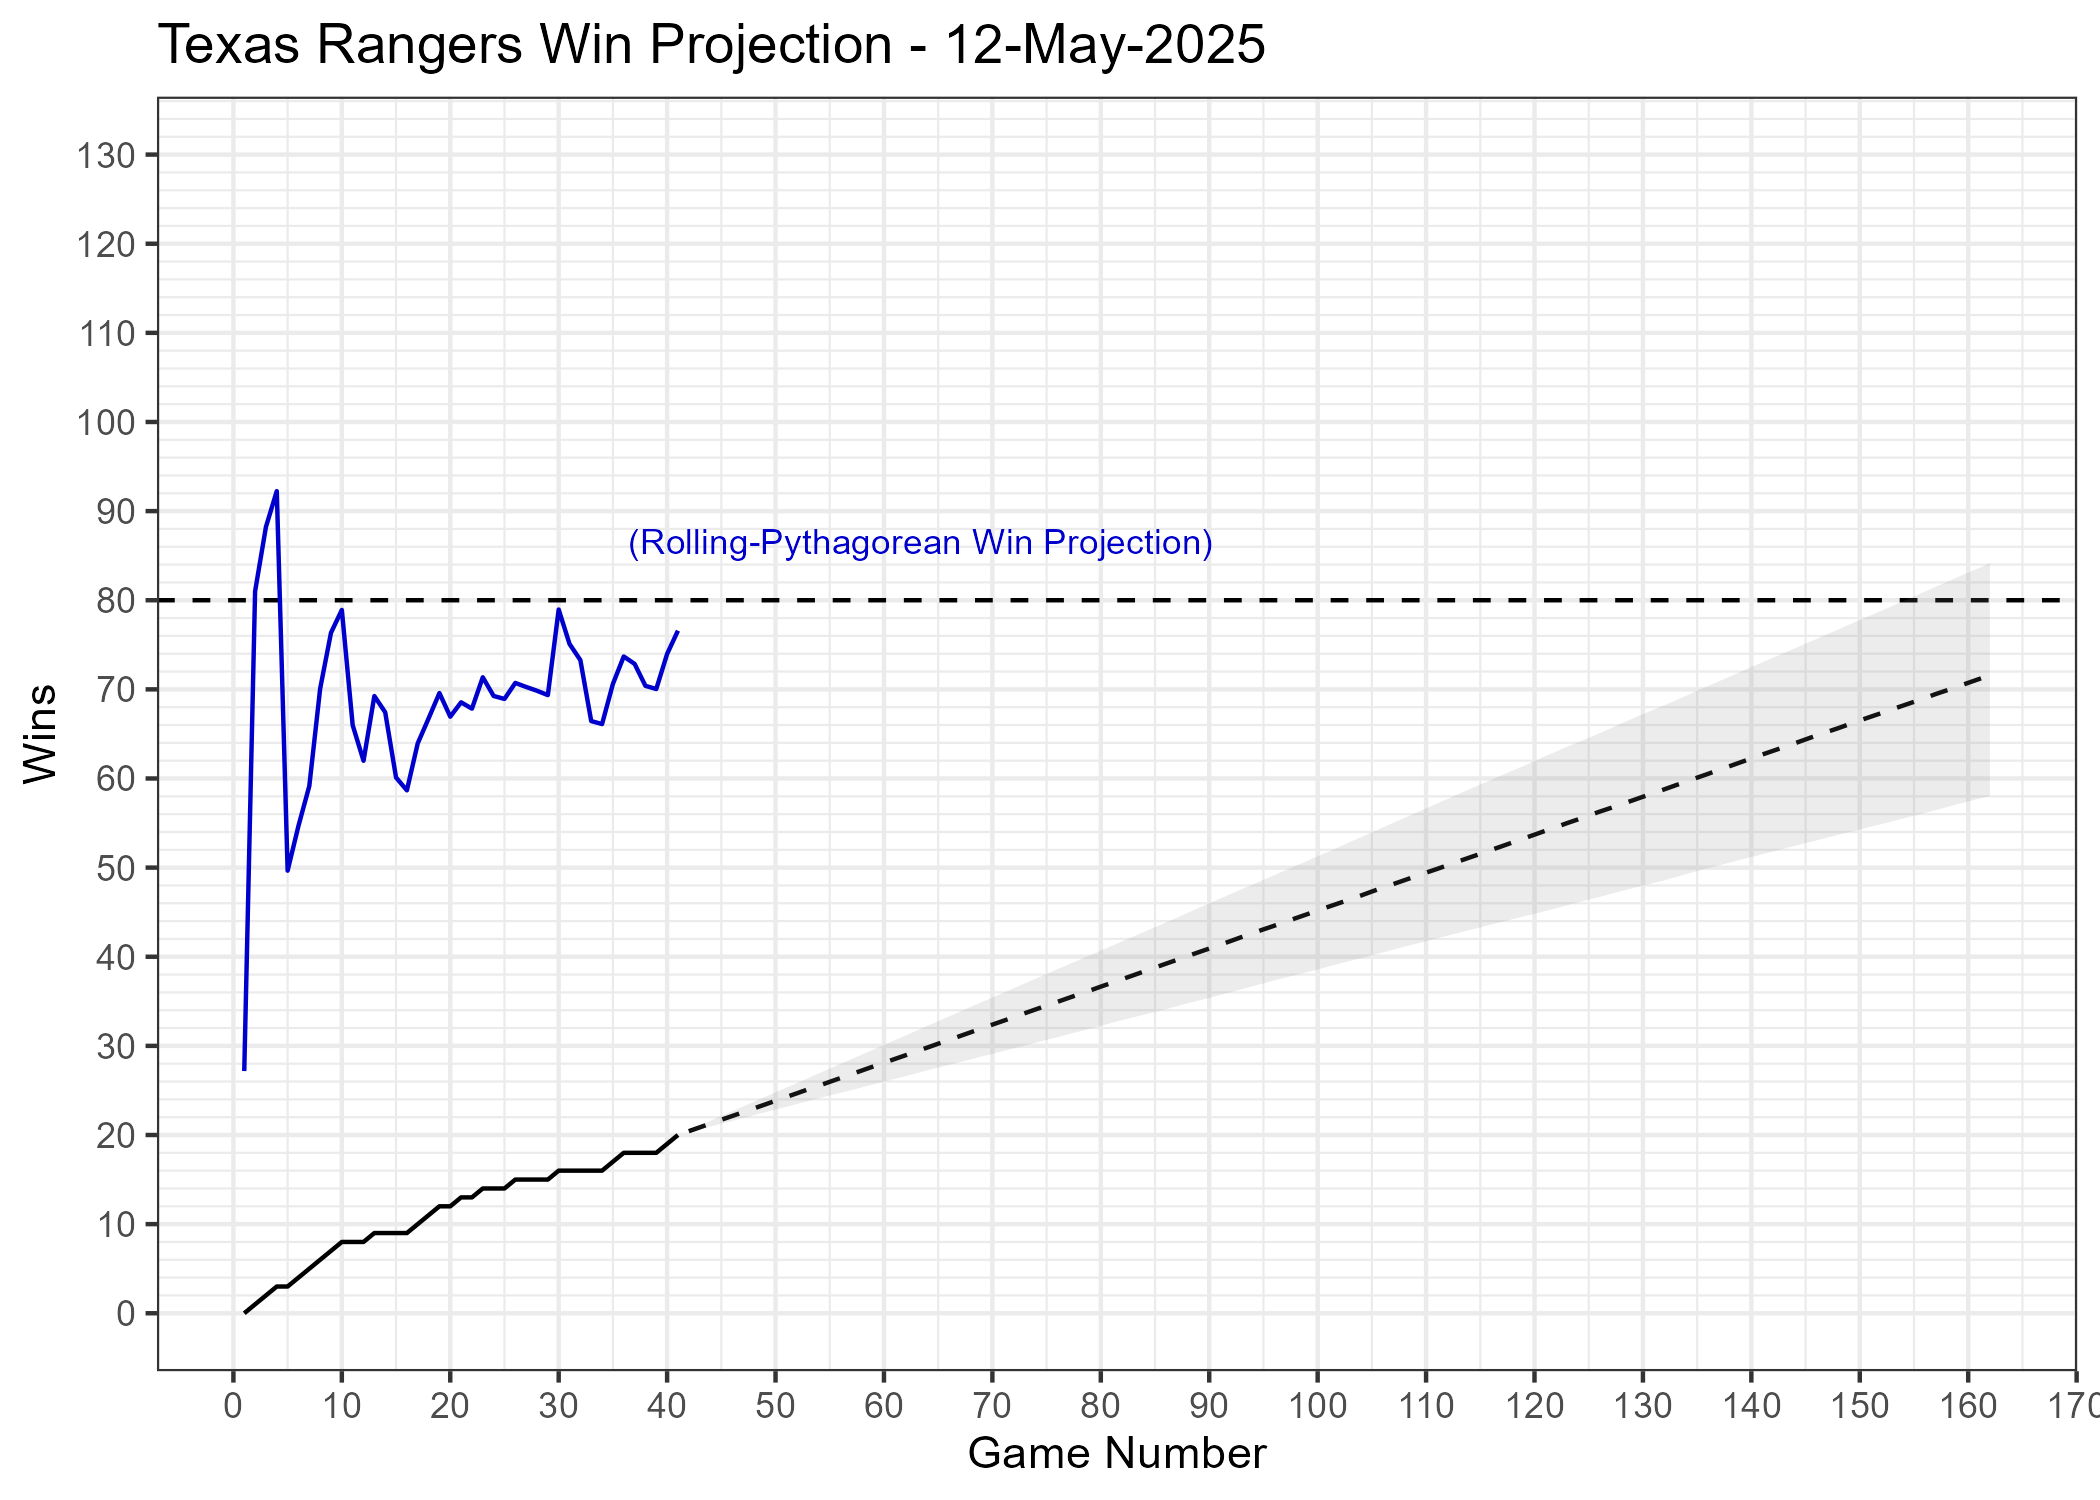 Texas Rangers Win Projection - 12-May-2025
130
120
110
100
90
(Rolling-Pythagorean Win Projection)
80
70
Wins
60
50
40
30
20
10
0
0 10 20 30 40 50 60 70 80 90 100 110 120 130 140 150 160 170
Game Number